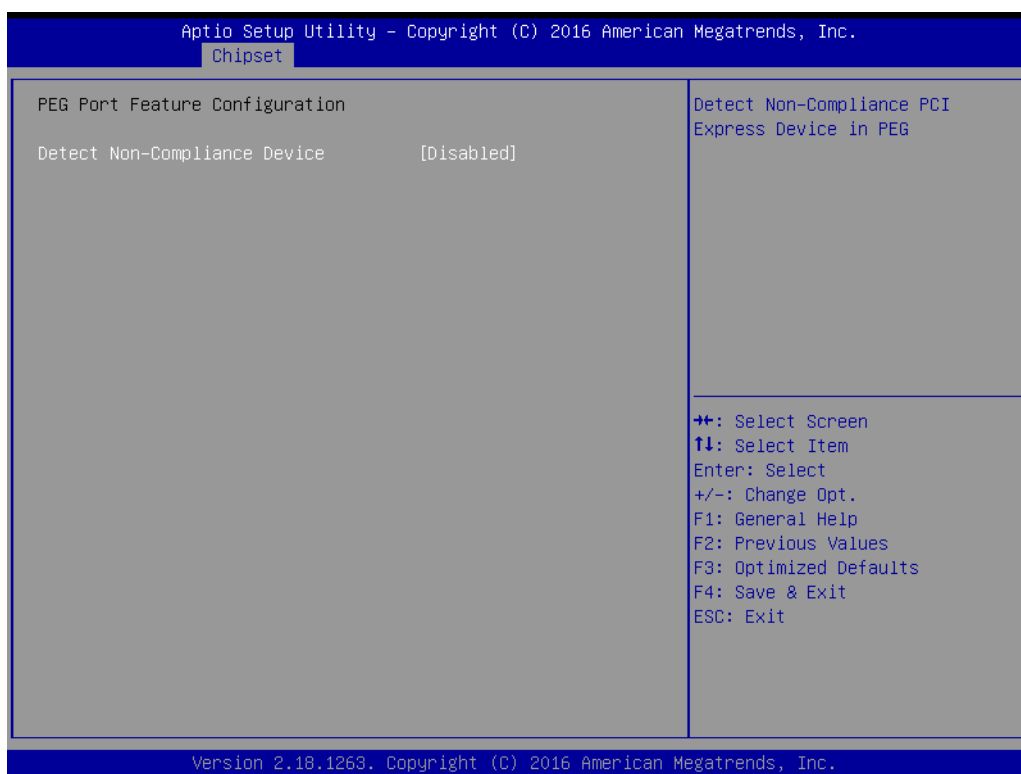 Aptio Setup Utility – Copyright (C) 2016 American Megatrends, Inc.
Chipset
PEG Port Feature Configuration
Detect Non-Compliance Device [Disabled]
Detect Non-Compliance PCI
Express Device in PEG
→←: Select Screen
↑↓: Select Item
Enter: Select
+/-: Change Opt.
F1: General Help
F2: Previous Values
F3: Optimized Defaults
F4: Save & Exit
ESC: Exit
Version 2.18.1263. Copyright (C) 2016 American Megatrends, Inc.